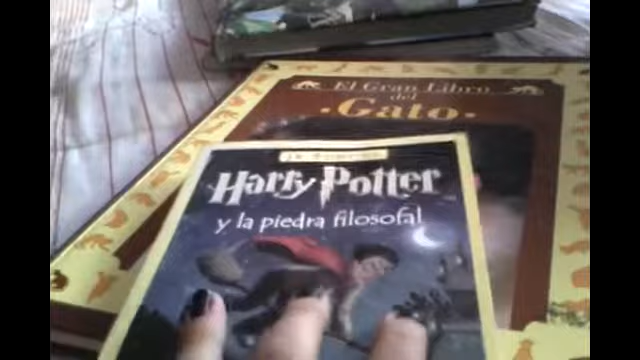 El Gran Libro
del
·Gato·
Harry Potter
y la piedra filosofal